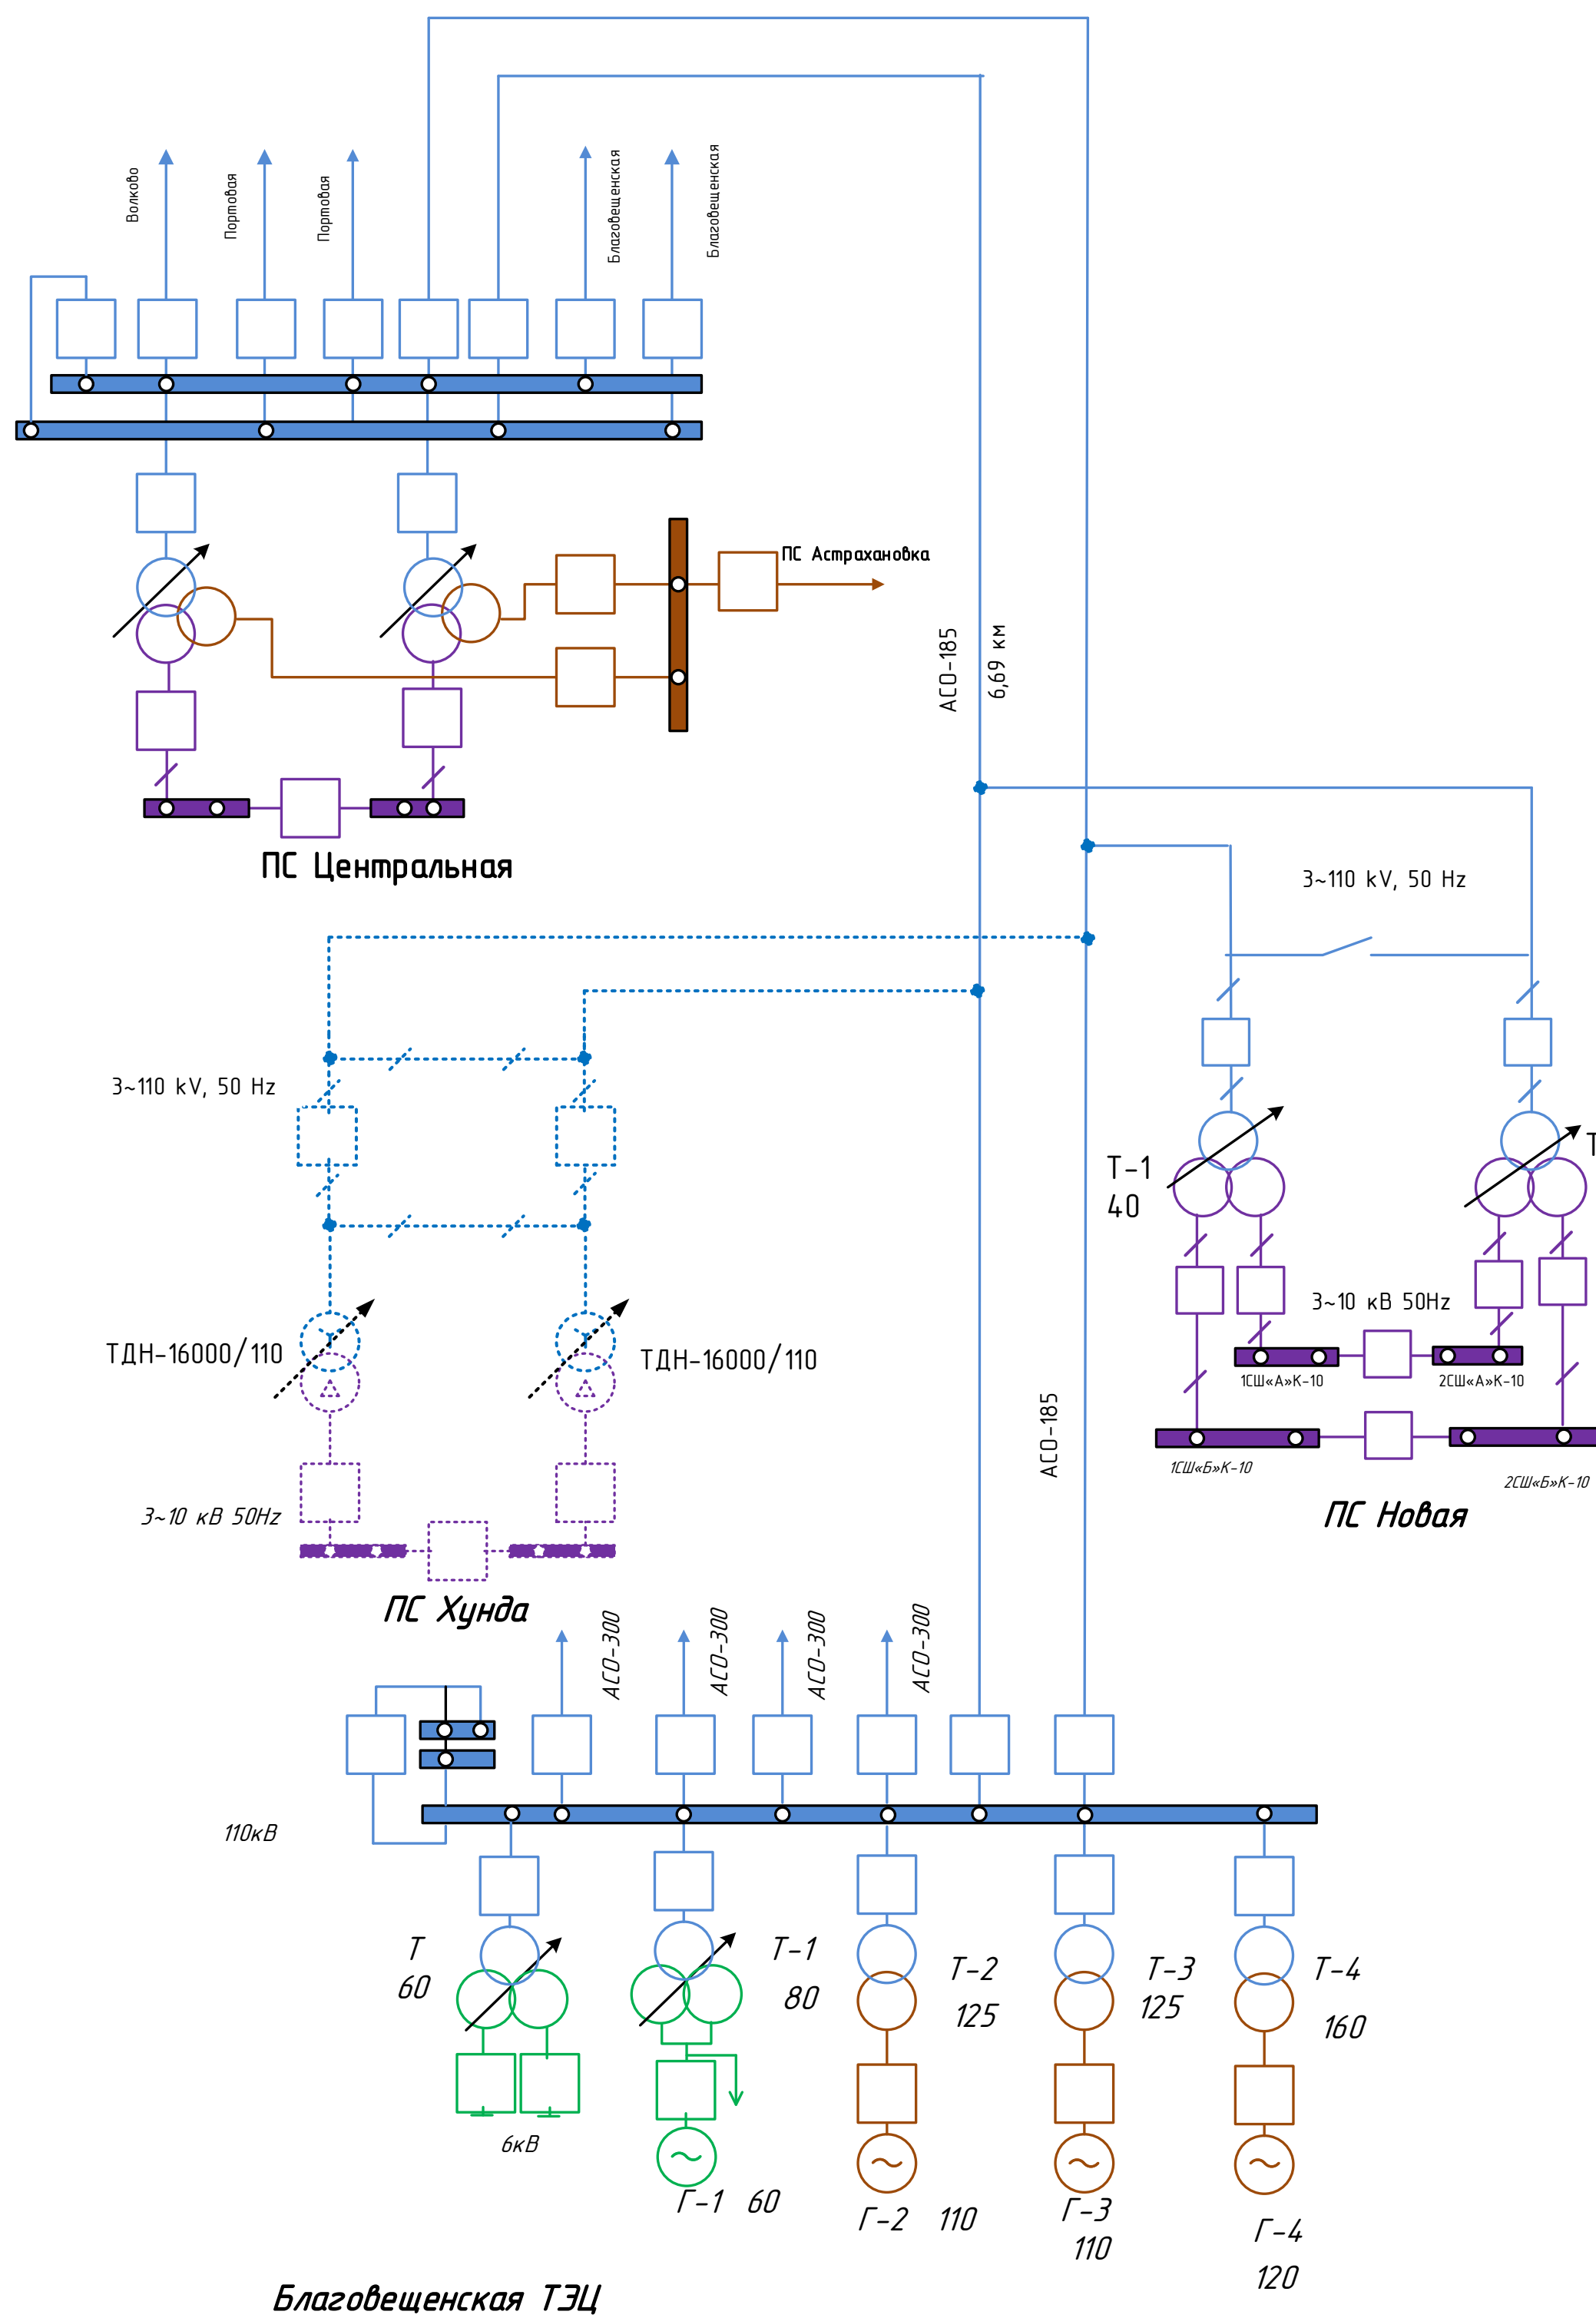 Волково
Портовая
Портовая
Благовещенская
Благовещенская
ПС Астрахановка
АСО-185
6,69 км
ПС Центральная
3~110 kV, 50 Hz
3~110 kV, 50 Hz
Т-1
40
Т
3~10 кВ 50Hz
1СШ«А»К-10
2СШ«А»К-10
ТДН-16000/110
ТДН-16000/110
АСО-185
1СШ«Б»К-10
2СШ«Б»К-10
ПС Новая
3~10 кВ 50Hz
ПС Хунда
АСО-300
АСО-300
АСО-300
АСО-300
110кВ
Т
60
Т-1
80
Т-2
125
Т-3
125
Т-4
160
6кВ
Г-1 60
Г-2 110
Г-3
110
Г-4
120
Благовещенская ТЭЦ